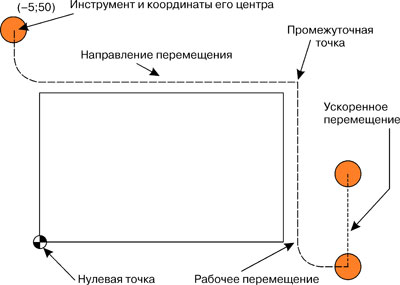 (–5;50)
Инструмент и координаты его центра
Направление перемещения
Промежуточная
точка
Ускоренное
перемещение
Нулевая точка
Рабочее перемещение